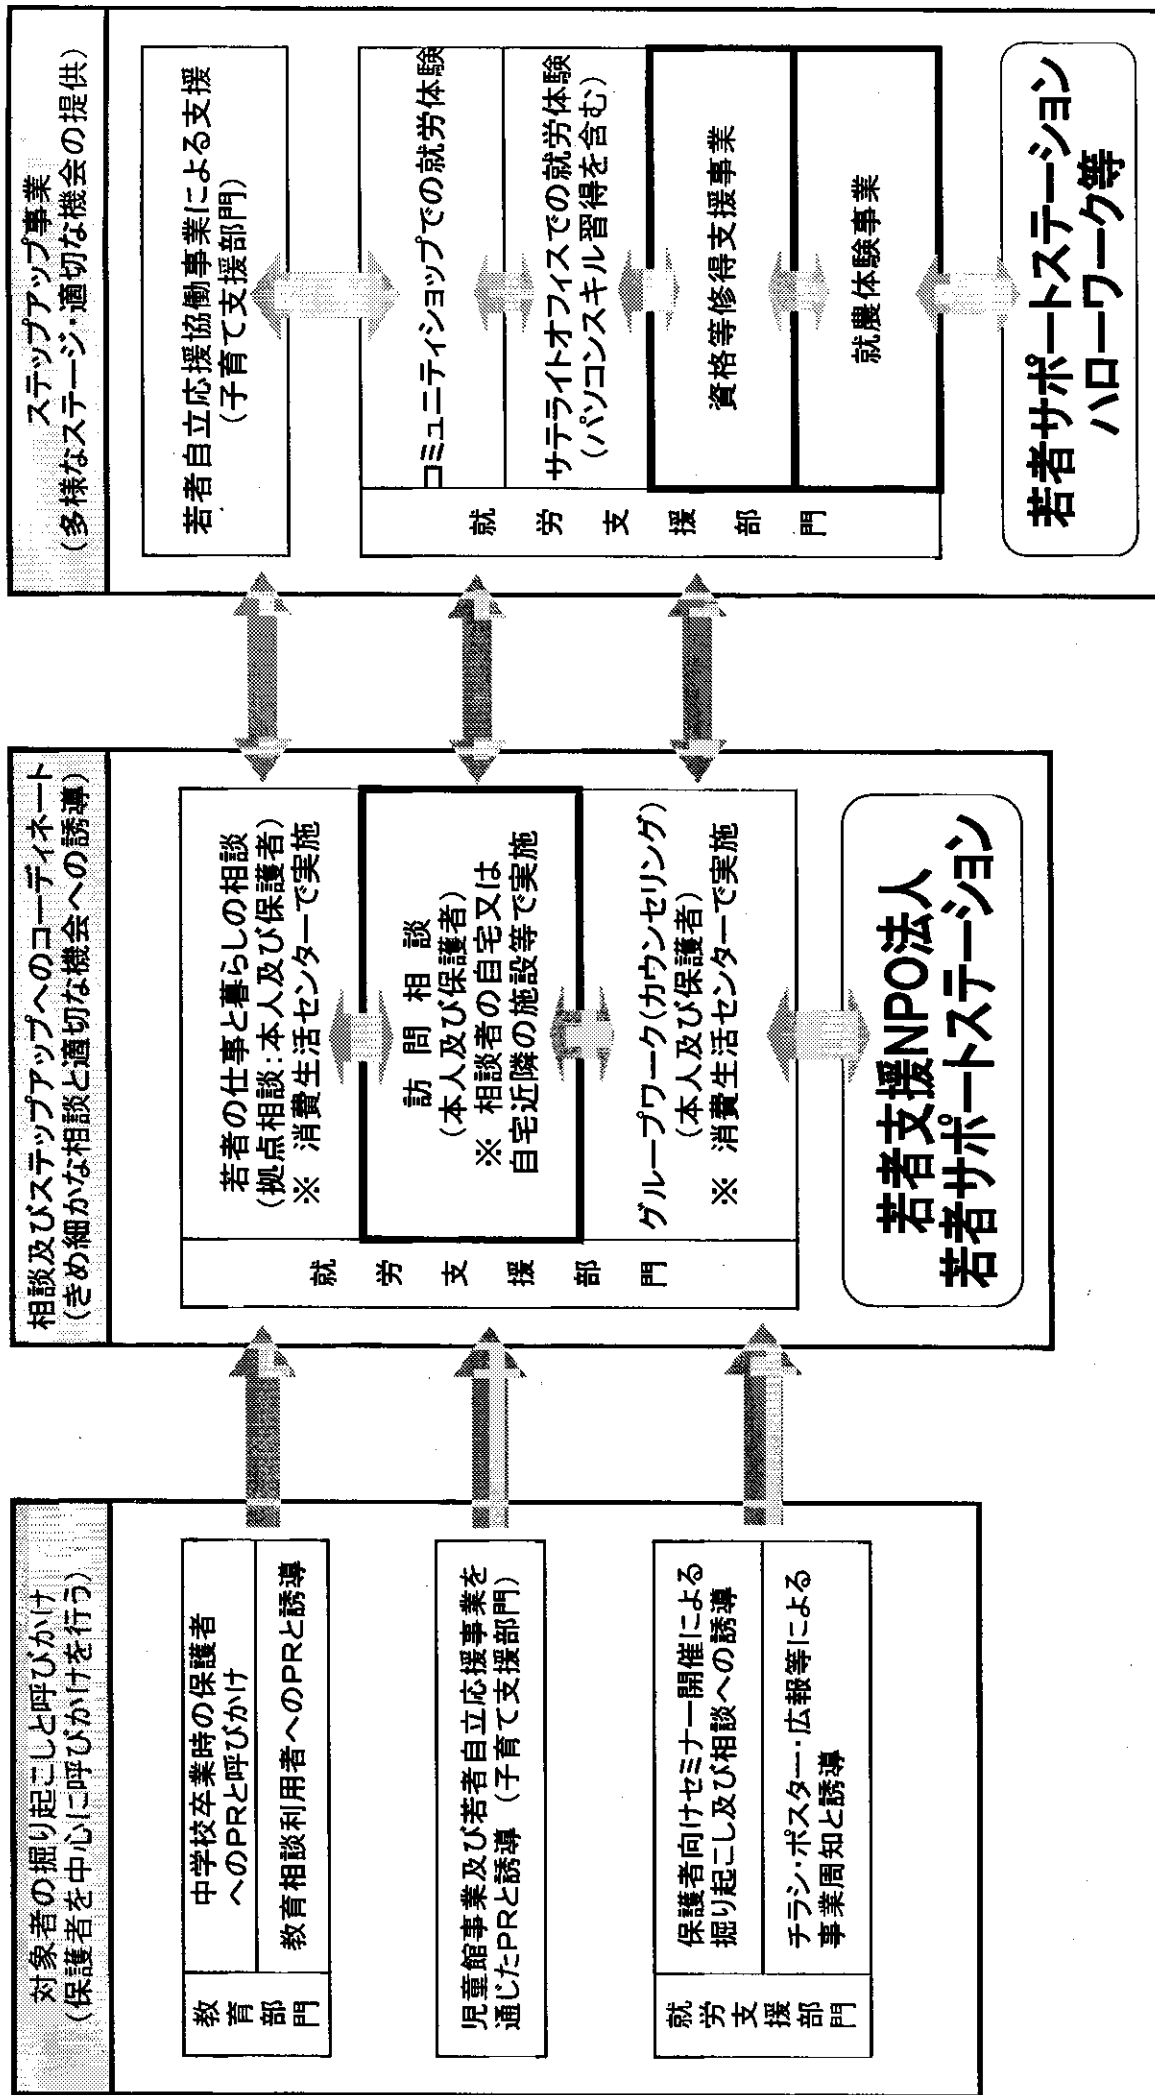 対象者の掘り起こしと呼びかけ
(保護者を中心に呼びかけを行う)
教育部門
中学校卒業時の保護者
へのPRと呼びかけ
教育相談利用者へのPRと誘導
児童館事業及び若者自立応援事業を
通じたPRと誘導 (子育て支援部門)
就労支援部門
保護者向けセミナー開催による
掘り起こし及び相談への誘導
チラシ・ポスター・広報等による
事業周知と誘導
相談及びステップアップへのコーディネート
(きめ細かな相談と適切な機会への誘導)
就労支援部門
若者の仕事と暮らしの相談
(拠点相談:本人及び保護者)
※ 消費生活センターで実施
訪問相談
(本人及び保護者)
※ 相談者の自宅又は
自宅近隣の施設等で実施
グループワーク(カウンセリング)
(本人及び保護者)
※ 消費生活センターで実施
若者支援NPO法人
若者サポートステーション
ステップアップ事業
(多様なステージ・適切な機会の提供)
若者自立応援協働事業による支援
(子育て支援部門)
就労支援部門
コミュニティショップでの就労体験
サテライトオフィスでの就労体験
(パソコンスキル習得を含む)
資格等修得支援事業
就農体験事業
若者サポートステーション
ハローワーク等